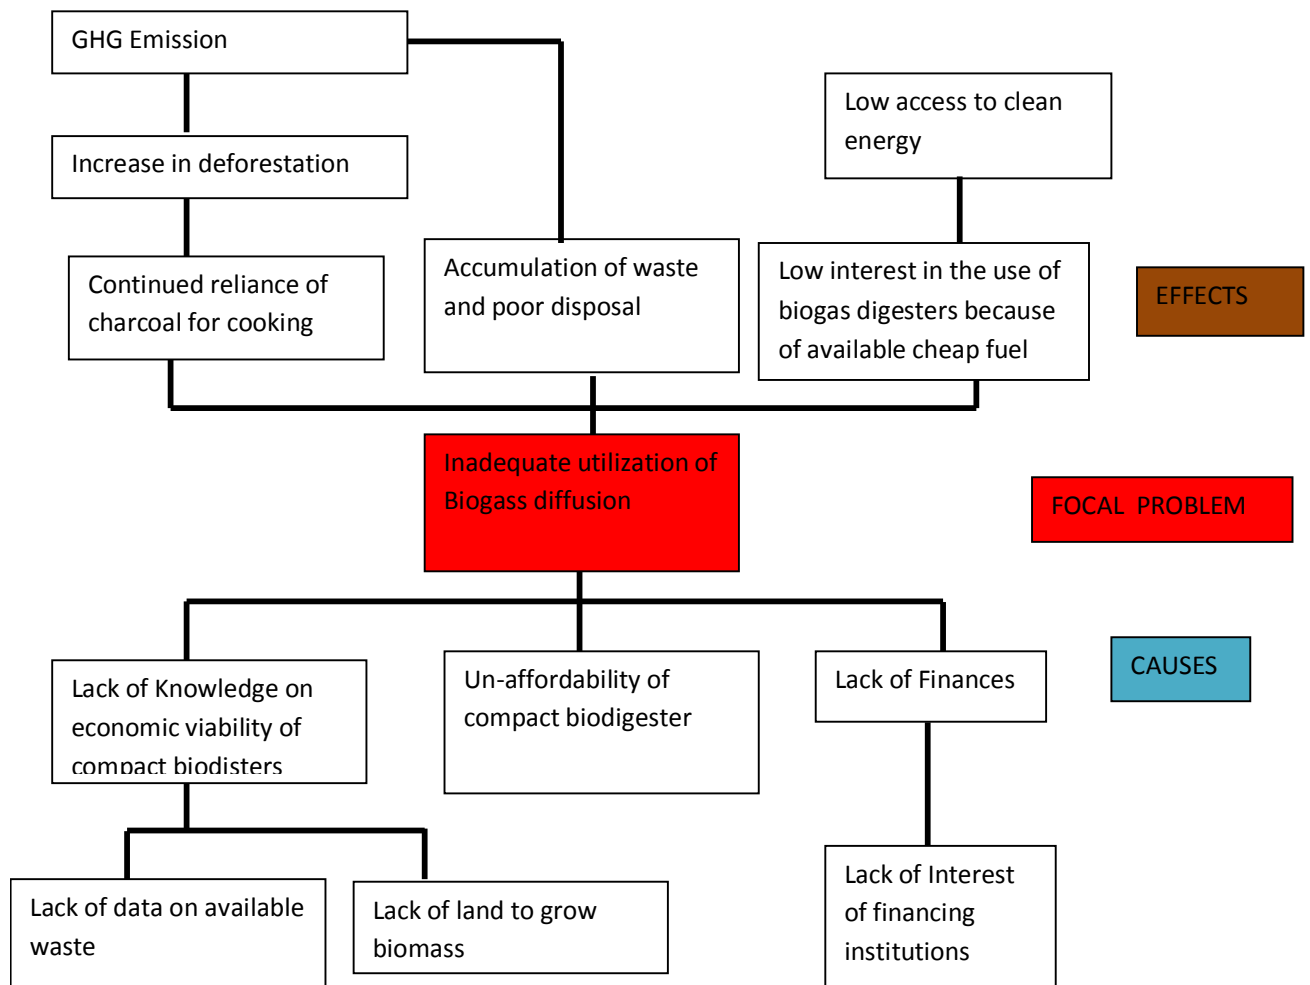 GHG Emission
Low access to clean
energy
Increase in deforestation
Continued reliance of
charcoal for cooking
Accumulation of waste
and poor disposal
Low interest in the use of
biogas digesters because
of available cheap fuel
EFFECTS
Inadequate utilization of
Biogass diffusion
FOCAL  PROBLEM
Lack of Knowledge on
economic viability of
compact biodisters
Un-affordability of
compact biodigester
Lack of Finances
CAUSES
Lack of data on available
waste
Lack of land to grow
biomass
Lack of Interest
of financing
institutions